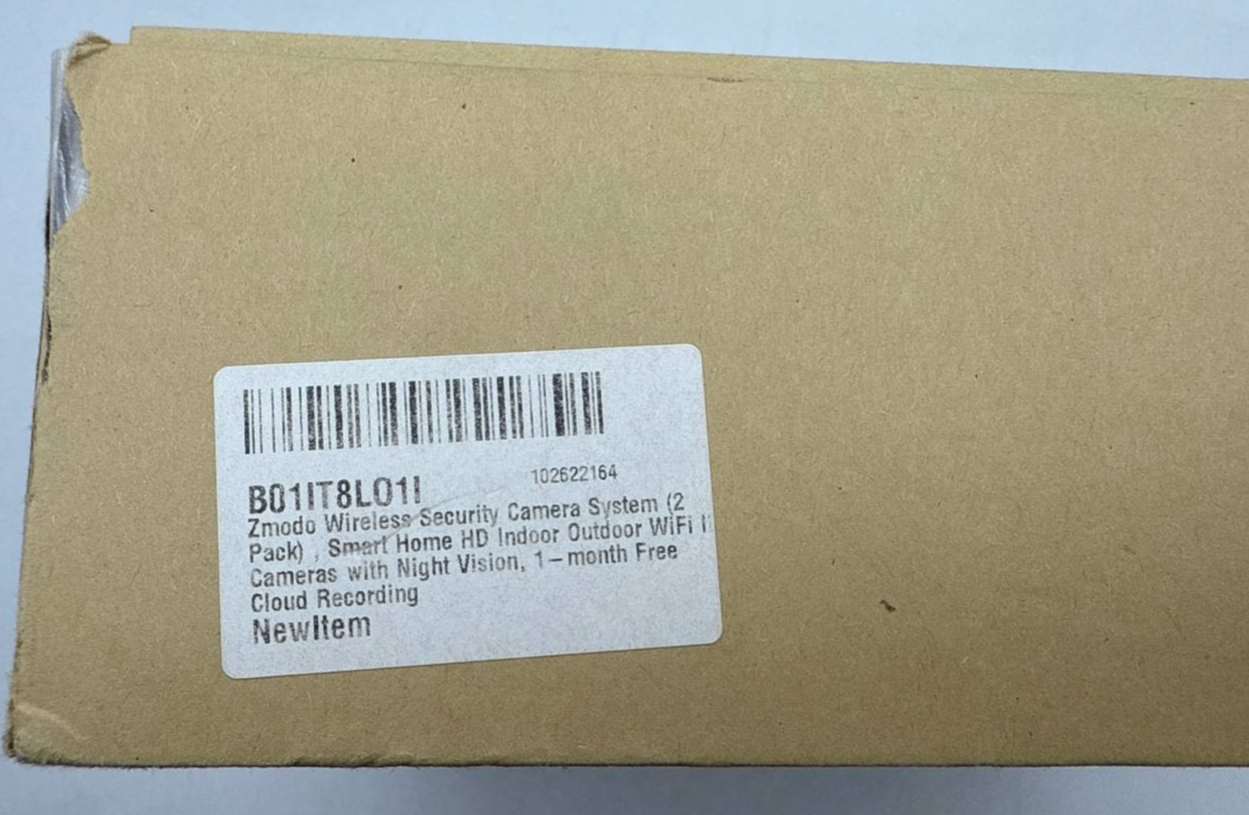 B01IT8LO1I
102622164
Zmodo Wireless Security Camera System (2
Pack) , Smart Home HD Indoor Outdoor WiFi I
Cameras with Night Vision, 1-month Free
Cloud Recording
NewItem